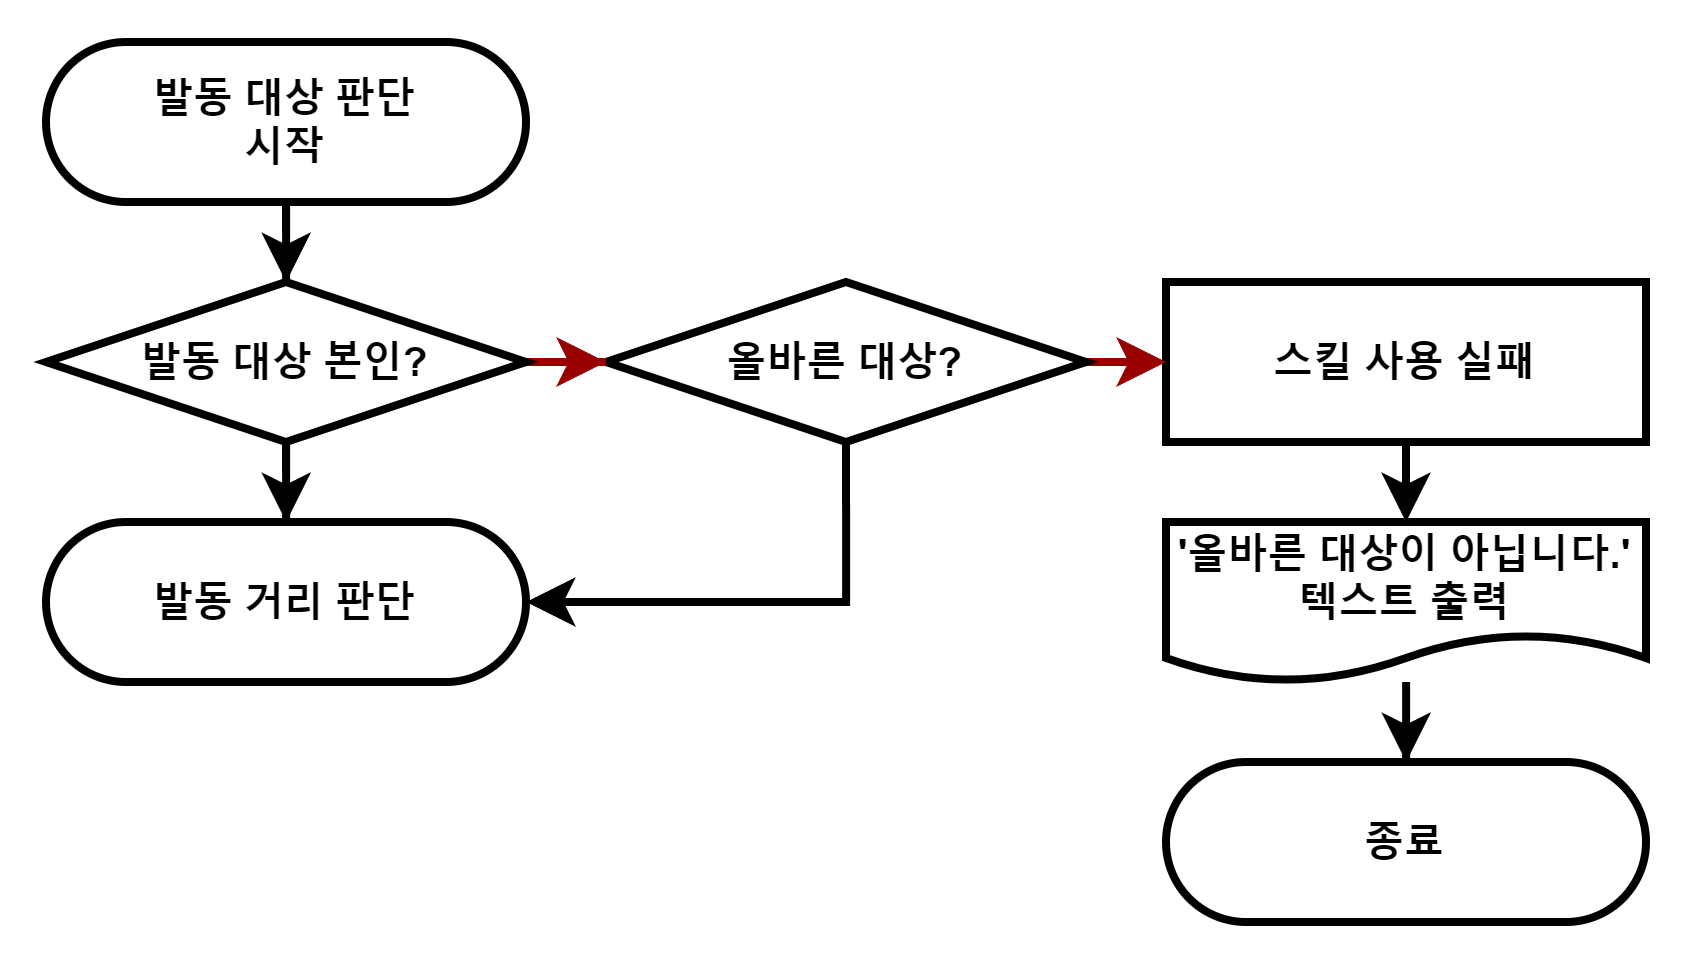 발동 대상 판단
시작
발동 대상 본인?
올바른 대상?
스킬 사용 실패
발동 거리 판단
'올바른 대상이 아닙니다.'
텍스트 출력
종료